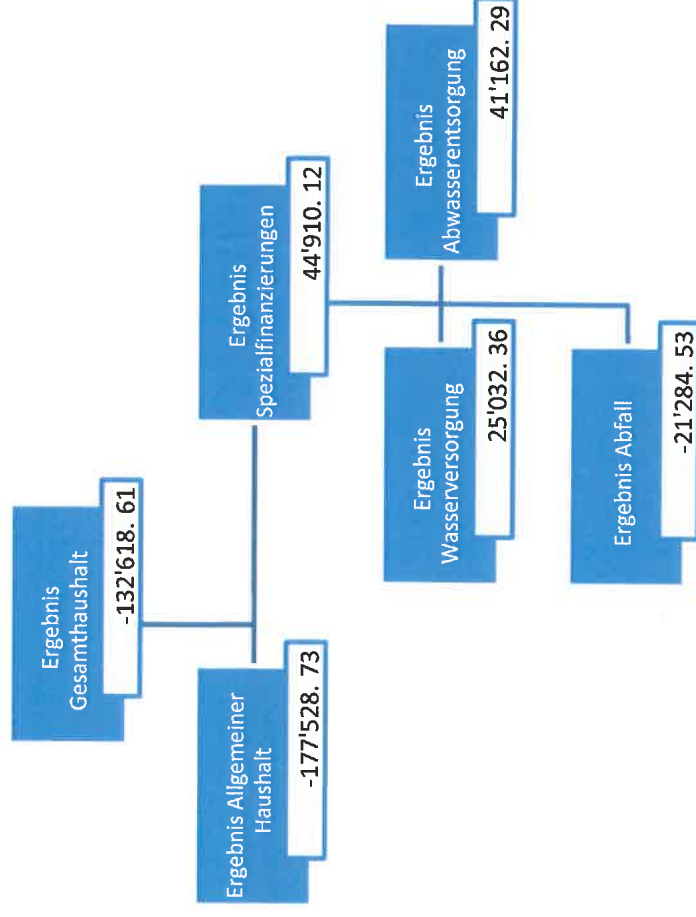 Ergebnis
Gesamthaushalt
-132'618. 61
Ergebnis Allgemeiner
Haushalt
-177'528. 73
Ergebnis
Spezialfinanzierungen
44'910. 12
Ergebnis
Wasserversorgung
25'032. 36
Ergebnis
Abwasserentsorgung
41'162. 29
Ergebnis Abfall
-21'284. 53